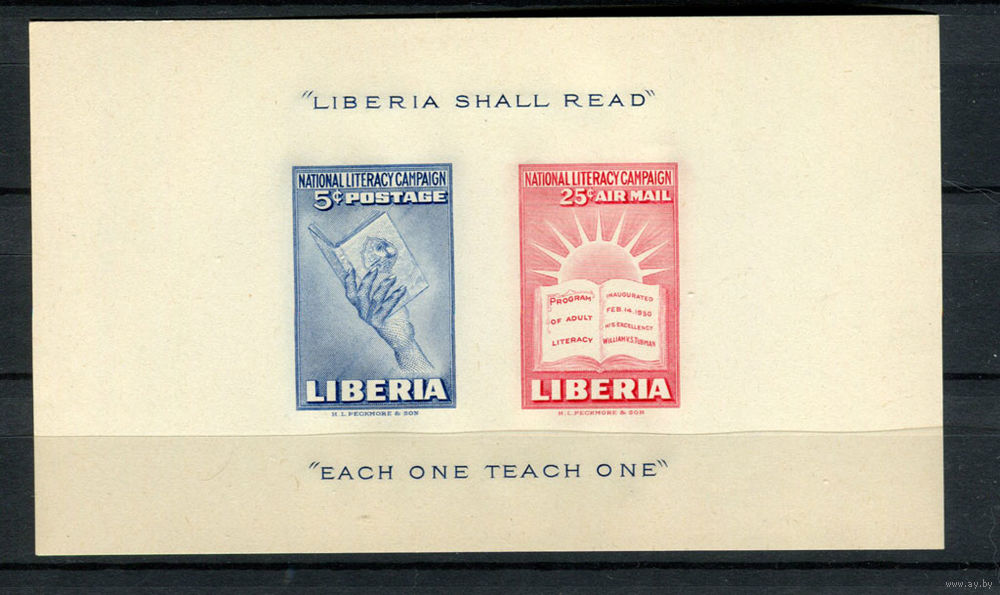 "LIBERIA SHALL READ"
NATIONAL LITERACY CAMPAIGN
5¢ POSTAGE
LIBERIA
H. L. PECKMORE & SON
NATIONAL LITERACY CAMPAIGN
25¢ AIR MAIL
PROGRAM
OF ADULT
LITERACY
INAUGURATED
FEB. 14, 1950
HIS EXCELLENCY
WILLIAM V. S. TUBMAN
LIBERIA
H. L. PECKMORE & SON
"EACH ONE TEACH ONE"
www.ay.by